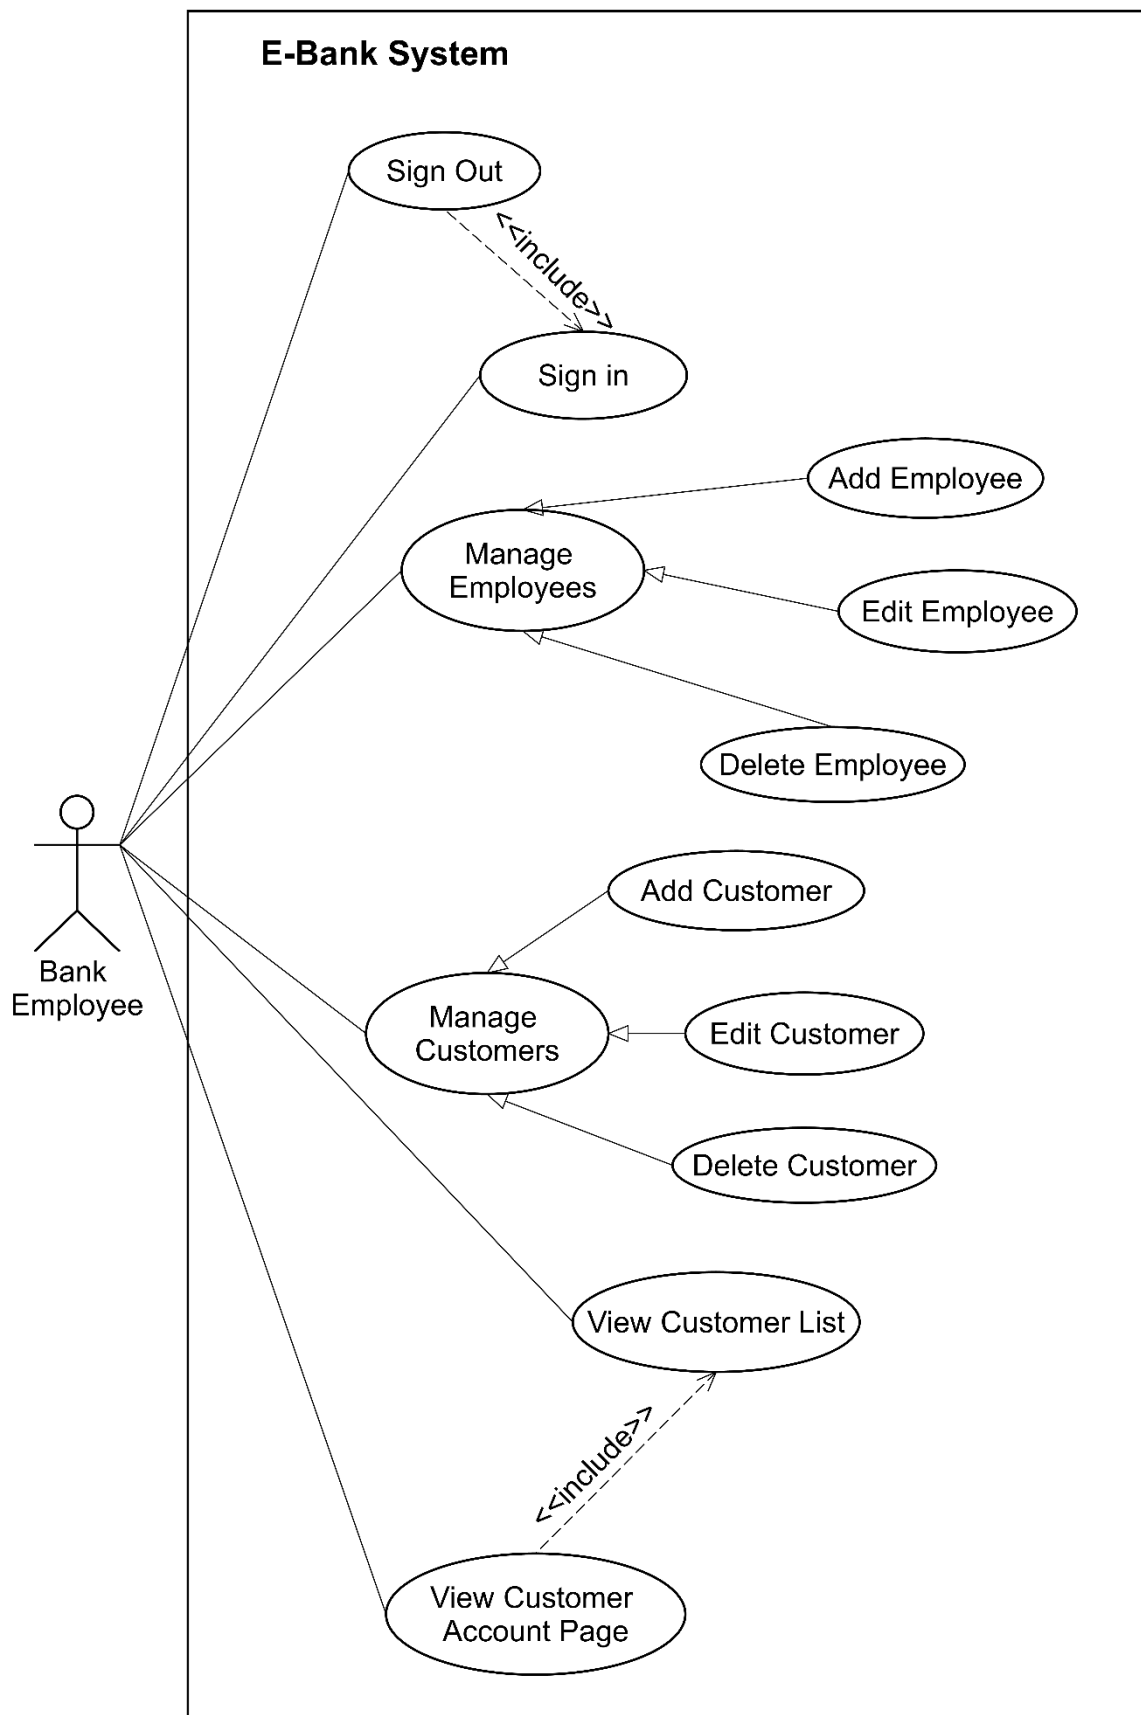 E-Bank System
Sign Out
<<include>>
Sign in
Add Employee
Manage
Employees
Edit Employee
Delete Employee
Add Customer
Bank
Employee
Manage
Customers
Edit Customer
Delete Customer
View Customer List
<<include>>
View Customer
Account Page